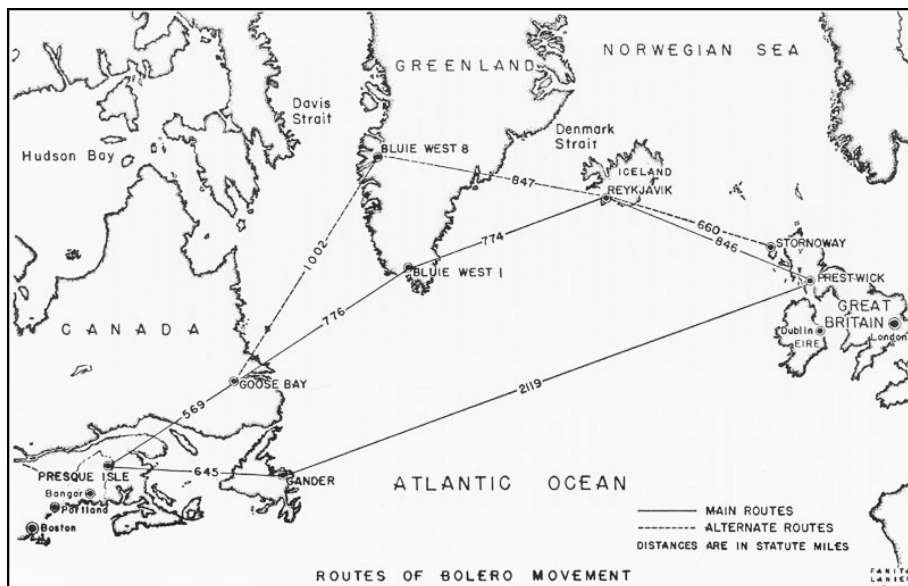 NORWEGIAN SEA
GREENLAND
Davis
Strait
Denmark
Strait
Hudson Bay
BLUIE WEST 8
847
ICELAND
REYKJAVIK
660
846
STORNOWAY
1002
774
BLUIE WEST 1
PRESTWICK
776
GREAT
BRITAIN
London
Dublin
EIRE
CANADA
GOOSE BAY
2119
569
PRESQUE ISLE
645
GANDER
Bangor
Portland
Boston
ATLANTIC OCEAN
MAIN ROUTES
ALTERNATE ROUTES
DISTANCES ARE IN STATUTE MILES
ROUTES OF BOLERO MOVEMENT